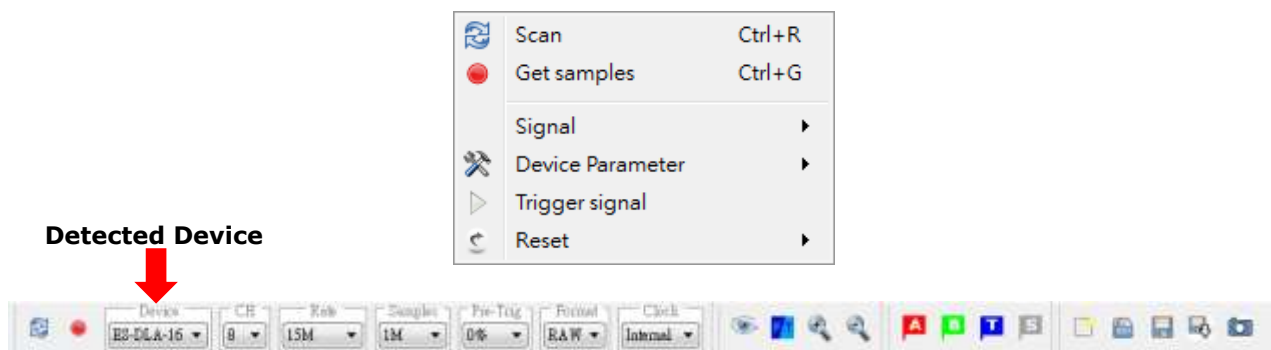 Scan Ctrl+R
Get samples Ctrl+G
Signal
Device Parameter
Trigger signal
Reset
Detected Device
Device CH Rate Samples Pre-Trig Format Clock
ES-DLA-16 8 15M 1M 0% RAW Internal
A B T S